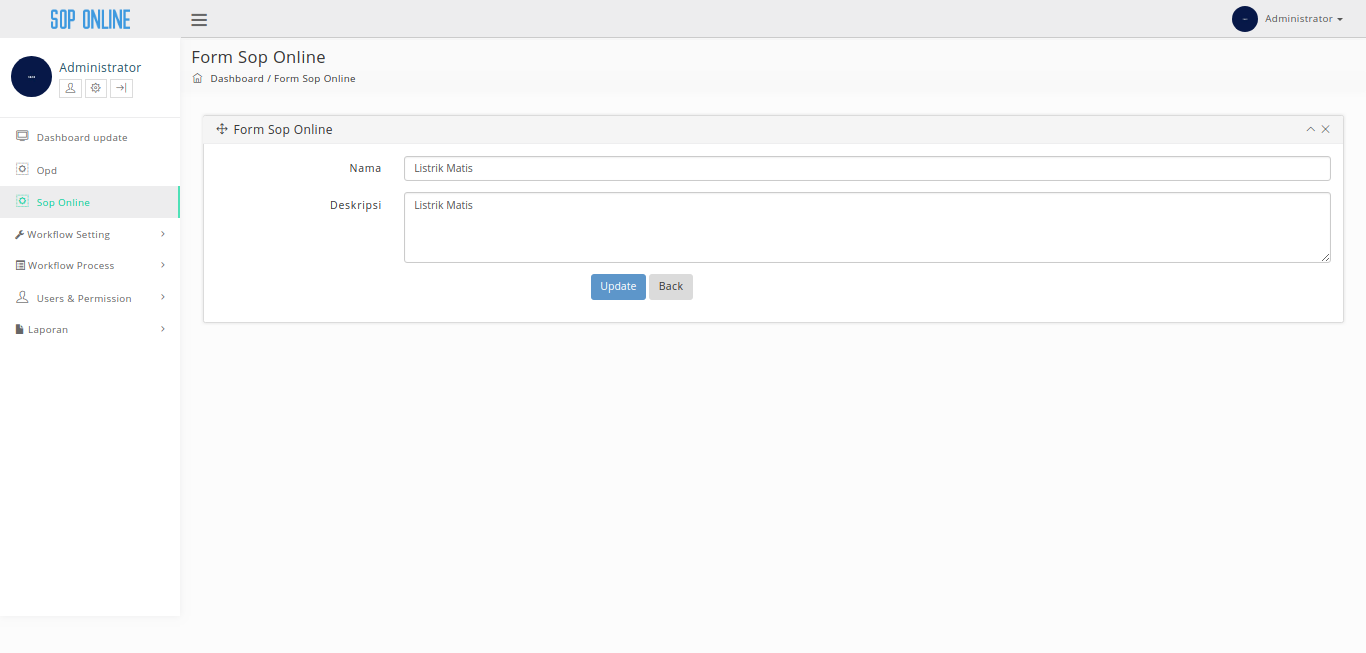 SOP ONLINE
Administrator
Administrator
Form Sop Online
Dashboard / Form Sop Online
Dashboard update
Opd
Sop Online
Workflow Setting
Workflow Process
Users & Permission
Laporan
Form Sop Online
Nama
Listrik Matis
Deskripsi
Listrik Matis
Update
Back